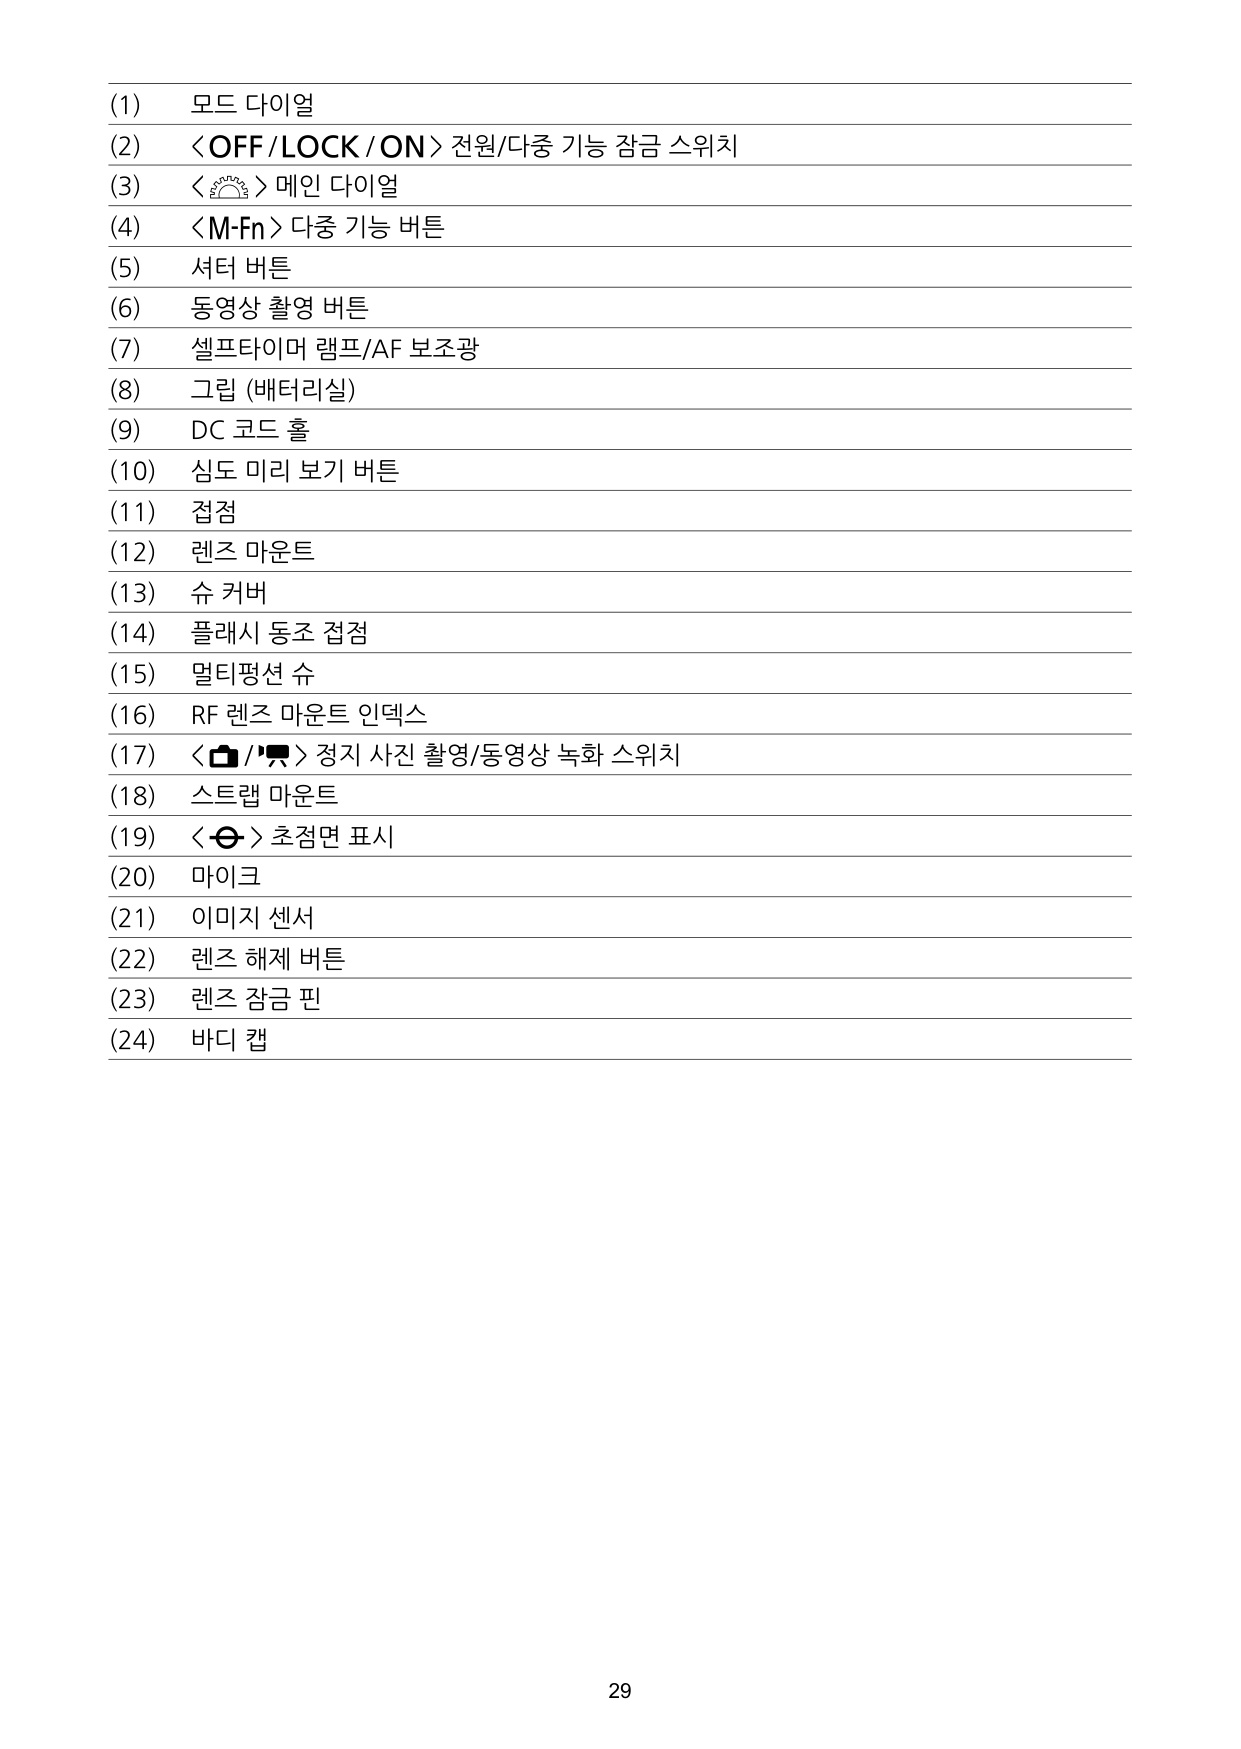 (1) 모드 다이얼
(2) <OFF/LOCK/ON> 전원/다중 기능 잠금 스위치
(3) < > 메인 다이얼
(4) <M-Fn> 다중 기능 버튼
(5) 셔터 버튼
(6) 동영상 촬영 버튼
(7) 셀프타이머 램프/AF 보조광
(8) 그립 (배터리실)
(9) DC 코드 홀
(10) 심도 미리 보기 버튼
(11) 접점
(12) 렌즈 마운트
(13) 슈 커버
(14) 플래시 동조 접점
(15) 멀티펑션 슈
(16) RF 렌즈 마운트 인덱스
(17) < / > 정지 사진 촬영/동영상 녹화 스위치
(18) 스트랩 마운트
(19) < > 초점면 표시
(20) 마이크
(21) 이미지 센서
(22) 렌즈 해제 버튼
(23) 렌즈 잠금 핀
(24) 바디 캡
29